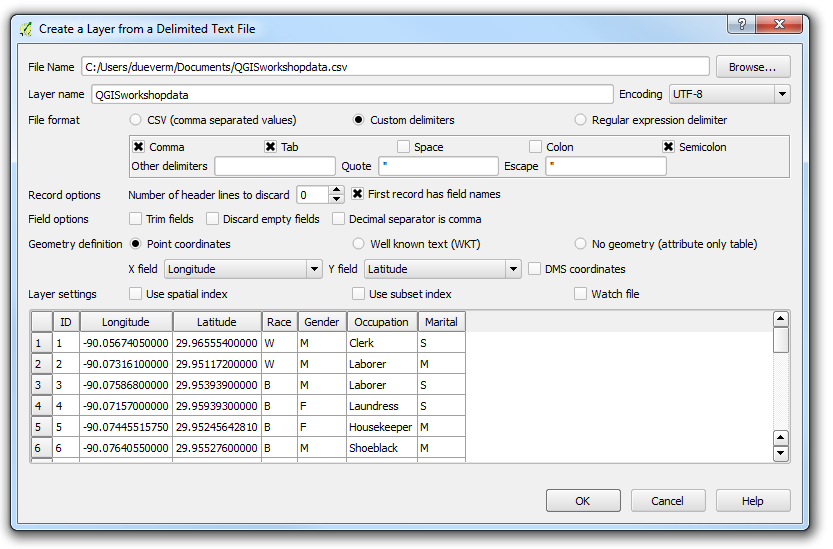 Create a Layer from a Delimited Text File
File Name C:/Users/dueverm/Documents/QGISworkshopdata.csv Browse...
Layer name QGISworkshopdata Encoding UTF-8
File format CSV (comma separated values) Custom delimiters Regular expression delimiter
Comma Tab Space Colon Semicolon
Other delimiters Quote " Escape "
Record options Number of header lines to discard 0 First record has field names
Field options Trim fields Discard empty fields Decimal separator is comma
Geometry definition Point coordinates Well known text (WKT) No geometry (attribute only table)
X field Longitude Y field Latitude DMS coordinates
Layer settings Use spatial index Use subset index Watch file
ID Longitude Latitude Race Gender Occupation Marital
1 1 -90.05674050000 29.96555400000 W M Clerk S
2 2 -90.07316100000 29.95117200000 W M Laborer M
3 3 -90.07586800000 29.95393900000 B M Laborer S
4 4 -90.07157000000 29.95939300000 B F Laundress S
5 5 -90.07445515750 29.95245642810 B F Housekeeper M
6 6 -90.07640550000 29.95527600000 B M Shoeblack M
OK Cancel Help